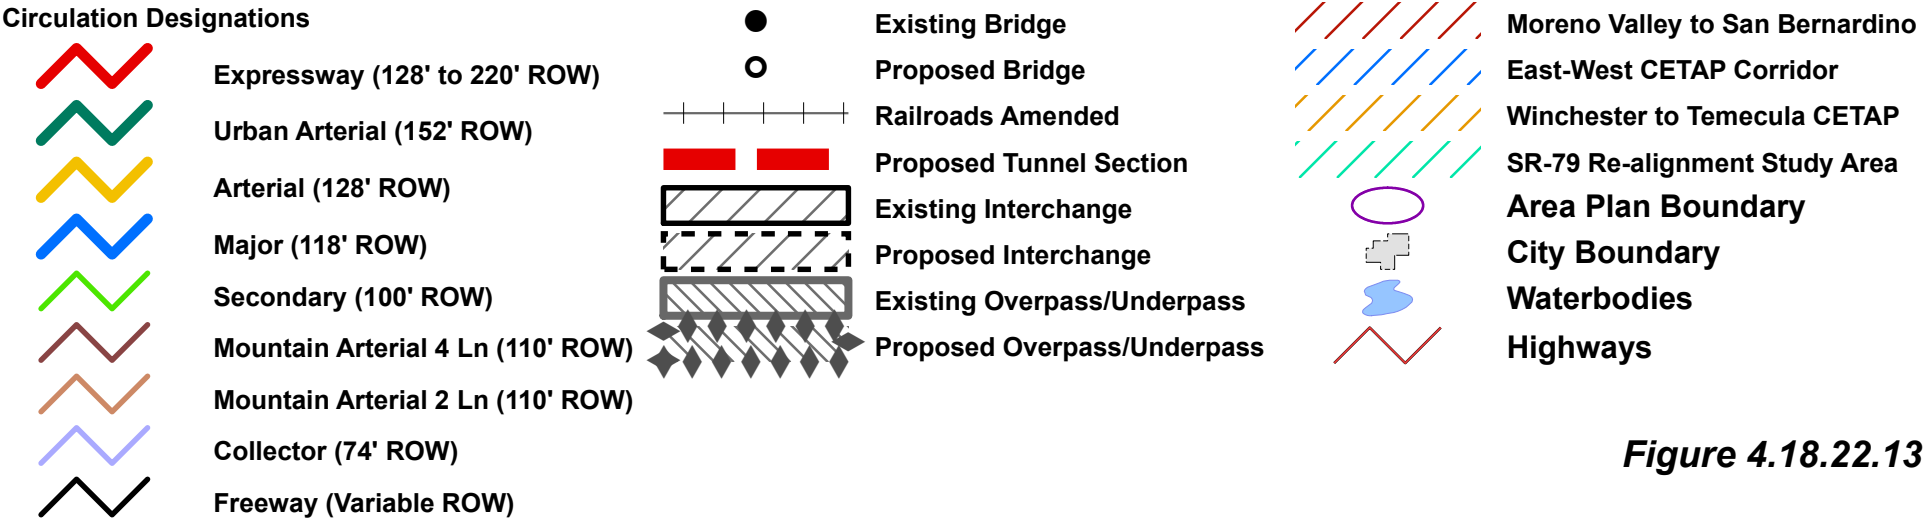 Circulation Designations
Expressway (128' to 220' ROW)
Urban Arterial (152' ROW)
Arterial (128' ROW)
Major (118' ROW)
Secondary (100' ROW)
Mountain Arterial 4 Ln (110' ROW)
Mountain Arterial 2 Ln (110' ROW)
Collector (74' ROW)
Freeway (Variable ROW)
Existing Bridge
Proposed Bridge
Railroads Amended
Proposed Tunnel Section
Existing Interchange
Proposed Interchange
Existing Overpass/Underpass
Proposed Overpass/Underpass
Moreno Valley to San Bernardino
East-West CETAP Corridor
Winchester to Temecula CETAP
SR-79 Re-alignment Study Area
Area Plan Boundary
City Boundary
Waterbodies
Highways
Figure 4.18.22.13